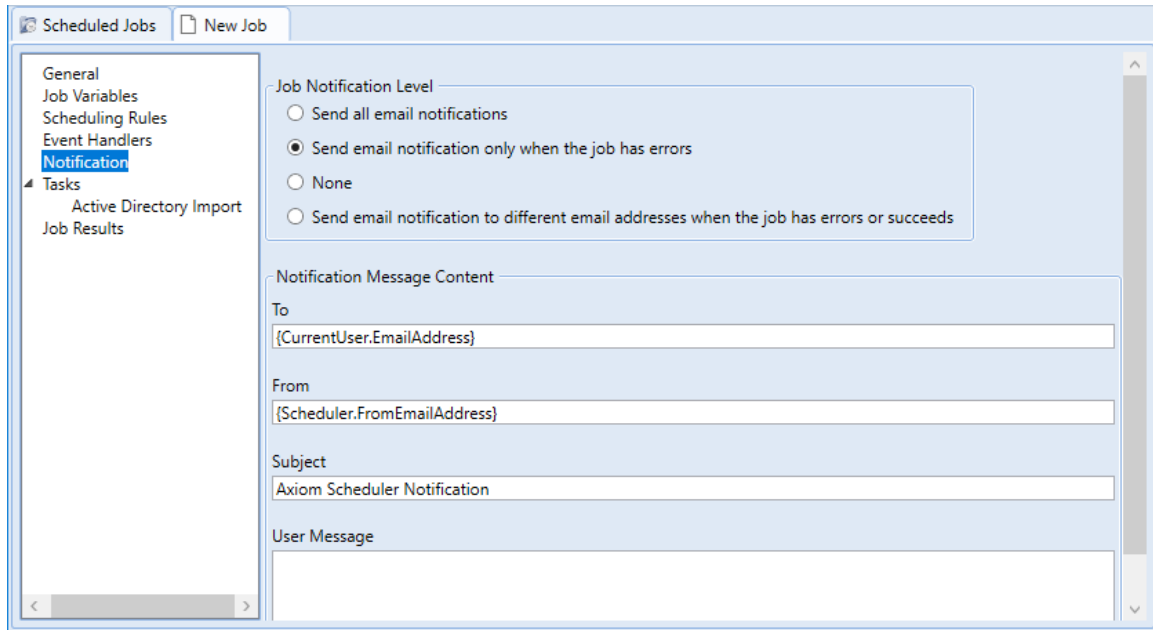 Scheduled Jobs
New Job
General
Job Variables
Scheduling Rules
Event Handlers
Notification
Tasks
Active Directory Import
Job Results
Job Notification Level
Send all email notifications
Send email notification only when the job has errors
None
Send email notification to different email addresses when the job has errors or succeeds
Notification Message Content
To
{CurrentUser.EmailAddress}
From
{Scheduler.FromEmailAddress}
Subject
Axiom Scheduler Notification
User Message